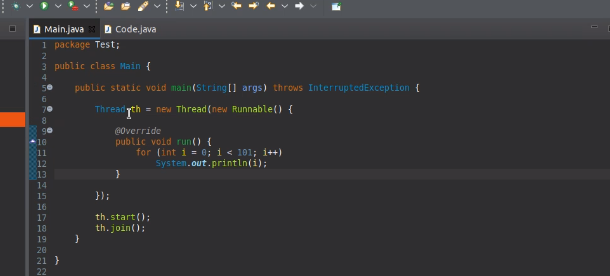 Main.java Code.java
1 package Test;
2
3 public class Main {
4
5 public static void main(String[] args) throws InterruptedException {
6
7 Thread th = new Thread(new Runnable() {
8
9 @Override
10 public void run() {
11 for (int i = 0; i < 101; i++)
12 System.out.println(i);
13 }
14
15 });
16
17 th.start();
18 th.join();
19 }
20
21 }
22